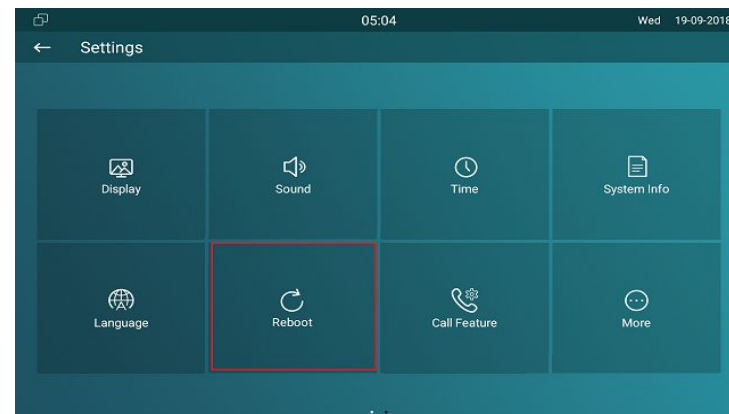 05:04 Wed 19-09-2018
Settings
Display Sound Time System Info
Language Reboot Call Feature More